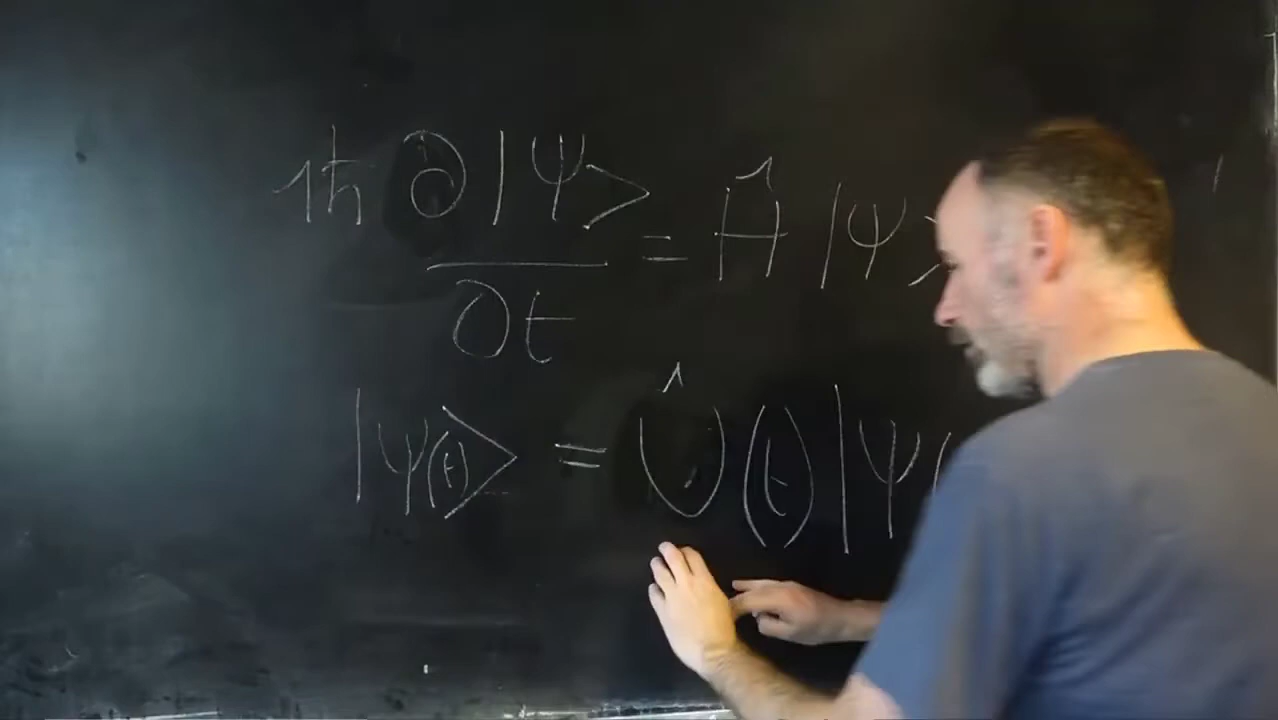 iħ ∂|Ψ⟩/∂t = Ĥ|Ψ⟩
|Ψ(t)⟩ = Û(t)|Ψ(